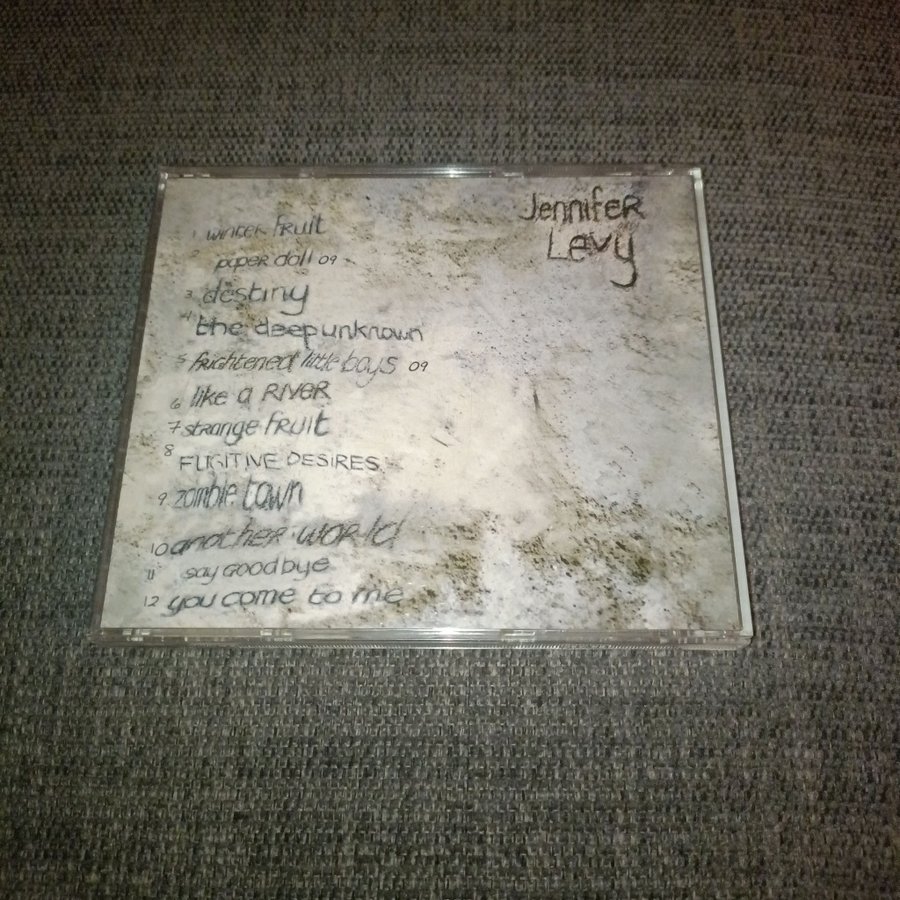 Jennifer
Levy
1 winter fruit
2 paper doll 09
3 destiny
4 the deep unknown
5 frightened little boys 09
6 like a River
7 strange fruit
8 FUGITIVE DESIRES
9 zombie town
10 another world
11 say goodbye
12 you come to me